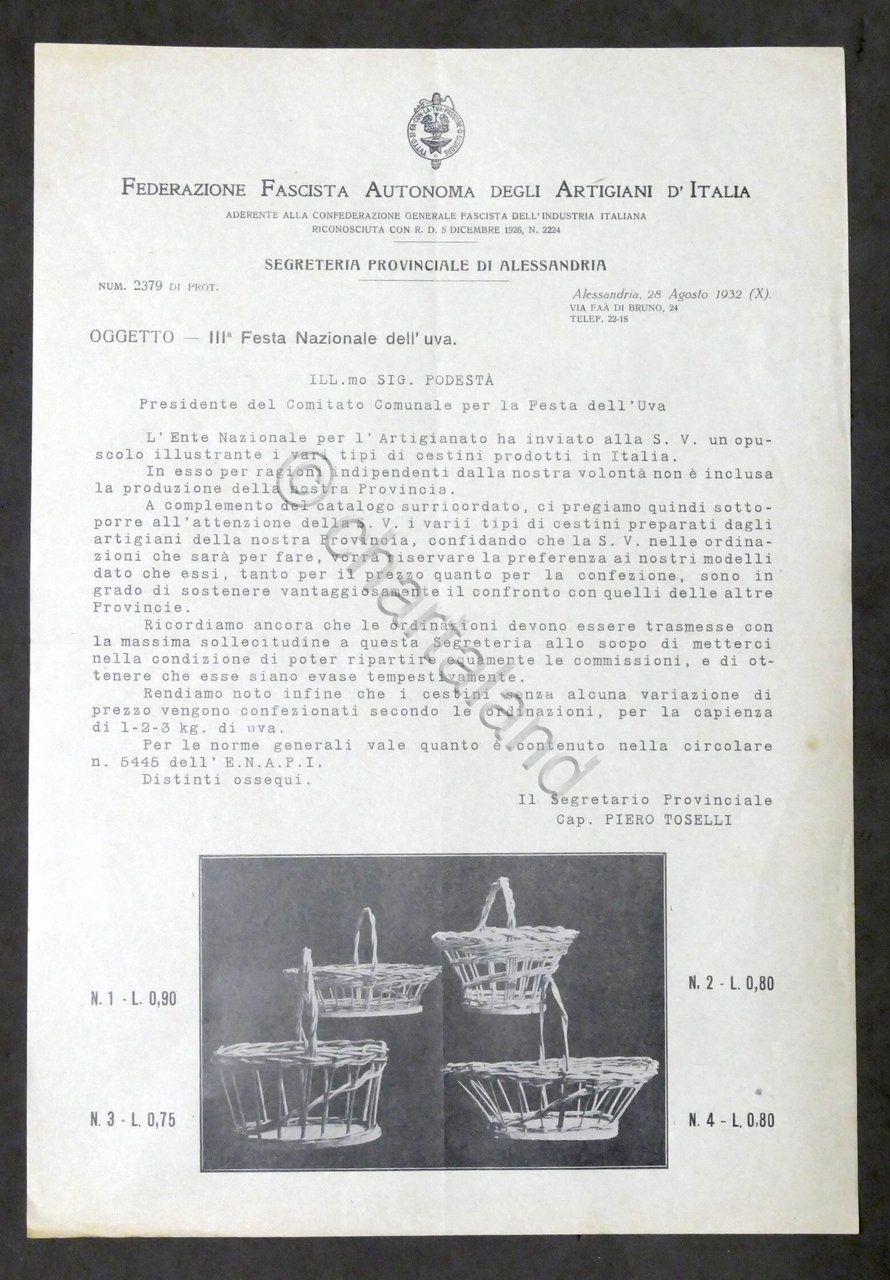 FEDERAZIONE FASCISTA AUTONOMA DEGLI ARTIGIANI D'ITALIA
ADERENTE ALLA CONFEDERAZIONE GENERALE FASCISTA DELL'INDUSTRIA ITALIANA
RICONOSCIUTA CON R. D. 5 DICEMBRE 1926, N. 2224
SEGRETERIA PROVINCIALE DI ALESSANDRIA
NUM. 2379 DI PROT.
Alessandria, 28 Agosto 1932 (X).
VIA FAÀ DI BRUNO, 24
TELEF. 22-18
OGGETTO — IIIª Festa Nazionale dell'uva.
ILL.mo SIG. PODESTÀ
Presidente del Comitato Comunale per la Festa dell'Uva
L'Ente Nazionale per l'Artigianato ha inviato alla S. V. un opu-
scolo illustrante i vari tipi di cestini prodotti in Italia.
In esso per ragioni indipendenti dalla nostra volontà non è inclusa
la produzione della nostra Provincia.
A complemento del catalogo surricordato, ci pregiamo quindi sotto-
porre all'attenzione della S. V. i varii tipi di cestini preparati dagli
artigiani della nostra Provincia, confidando che la S. V. nelle ordina-
zioni che sarà per fare, vorrà riservare la preferenza ai nostri modelli
dato che essi, tanto per il prezzo quanto per la confezione, sono in
grado di sostenere vantaggiosamente il confronto con quelli delle altre
Provincie.
Ricordiamo ancora che le ordinazioni devono essere trasmesse con
la massima sollecitudine a questa Segreteria allo soopo di metterci
nella condizione di poter ripartire equamente le commissioni, e di ot-
tenere che esse siano evase tempestivamente.
Rendiamo noto infine che i cestini senza alcuna variazione di
prezzo vengono confezionati secondo le ordinazioni, per la capienza
di 1-2-3 kg. di uva.
Per le norme generali vale quanto è contenuto nella circolare
n. 5445 dell' E.N.A.P.I.
Distinti ossequi.
Il Segretario Provinciale
Cap. PIERO TOSELLI
N. 1 - L. 0,90
N. 2 - L. 0,80
N. 3 - L. 0,75
N. 4 - L. 0,80
© chartaland